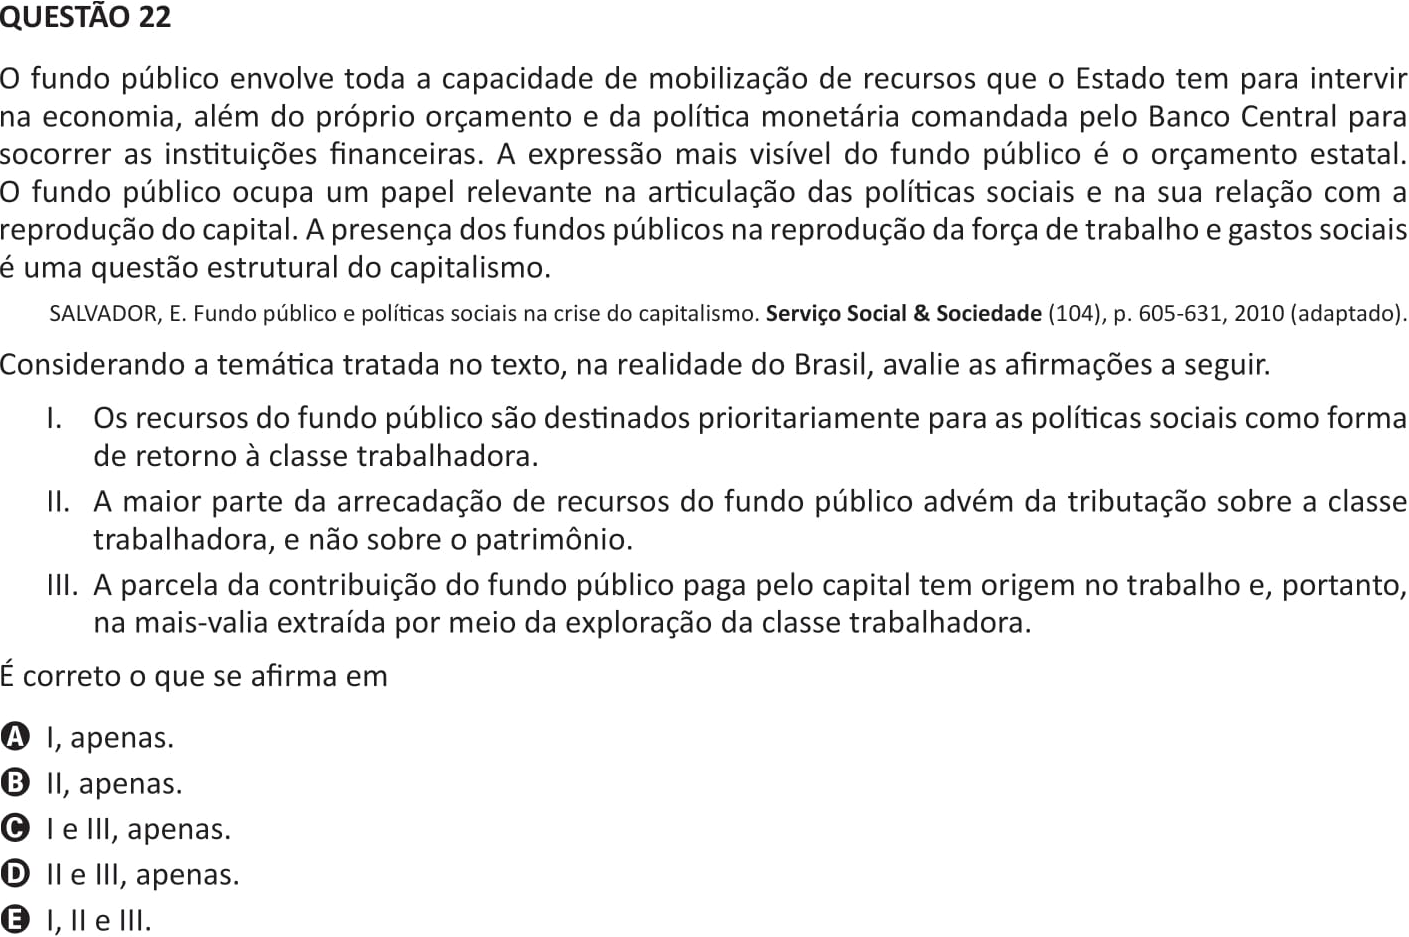 QUESTÃO 22
O fundo público envolve toda a capacidade de mobilização de recursos que o Estado tem para intervir
na economia, além do próprio orçamento e da política monetária comandada pelo Banco Central para
socorrer as instituições financeiras. A expressão mais visível do fundo público é o orçamento estatal.
O fundo público ocupa um papel relevante na articulação das políticas sociais e na sua relação com a
reprodução do capital. A presença dos fundos públicos na reprodução da força de trabalho e gastos sociais
é uma questão estrutural do capitalismo.
SALVADOR, E. Fundo público e políticas sociais na crise do capitalismo. Serviço Social & Sociedade (104), p. 605-631, 2010 (adaptado).
Considerando a temática tratada no texto, na realidade do Brasil, avalie as afirmações a seguir.
I. Os recursos do fundo público são destinados prioritariamente para as políticas sociais como forma
de retorno à classe trabalhadora.
II. A maior parte da arrecadação de recursos do fundo público advém da tributação sobre a classe
trabalhadora, e não sobre o patrimônio.
III. A parcela da contribuição do fundo público paga pelo capital tem origem no trabalho e, portanto,
na mais-valia extraída por meio da exploração da classe trabalhadora.
É correto o que se afirma em
A I, apenas.
B II, apenas.
C I e III, apenas.
D II e III, apenas.
E I, II e III.